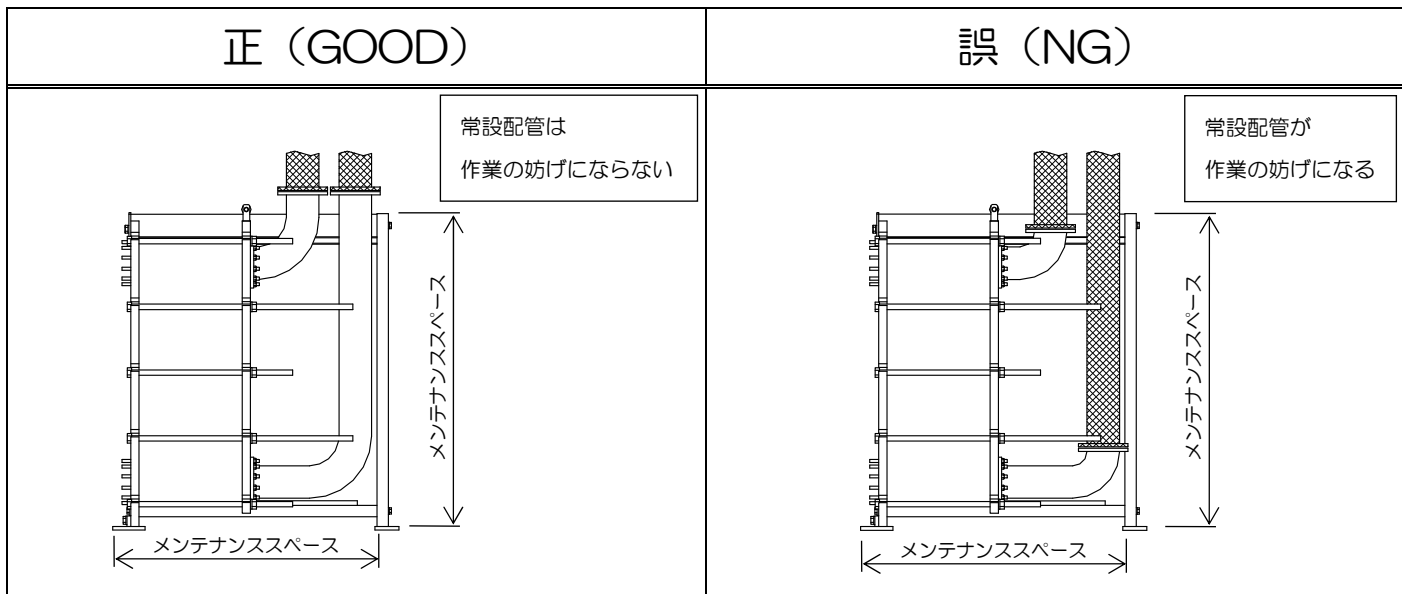 正（GOOD）
誤（NG）
常設配管は
作業の妨げにならない
メンテナンススペース
メンテナンススペース
常設配管が
作業の妨げになる
メンテナンススペース
メンテナンススペース